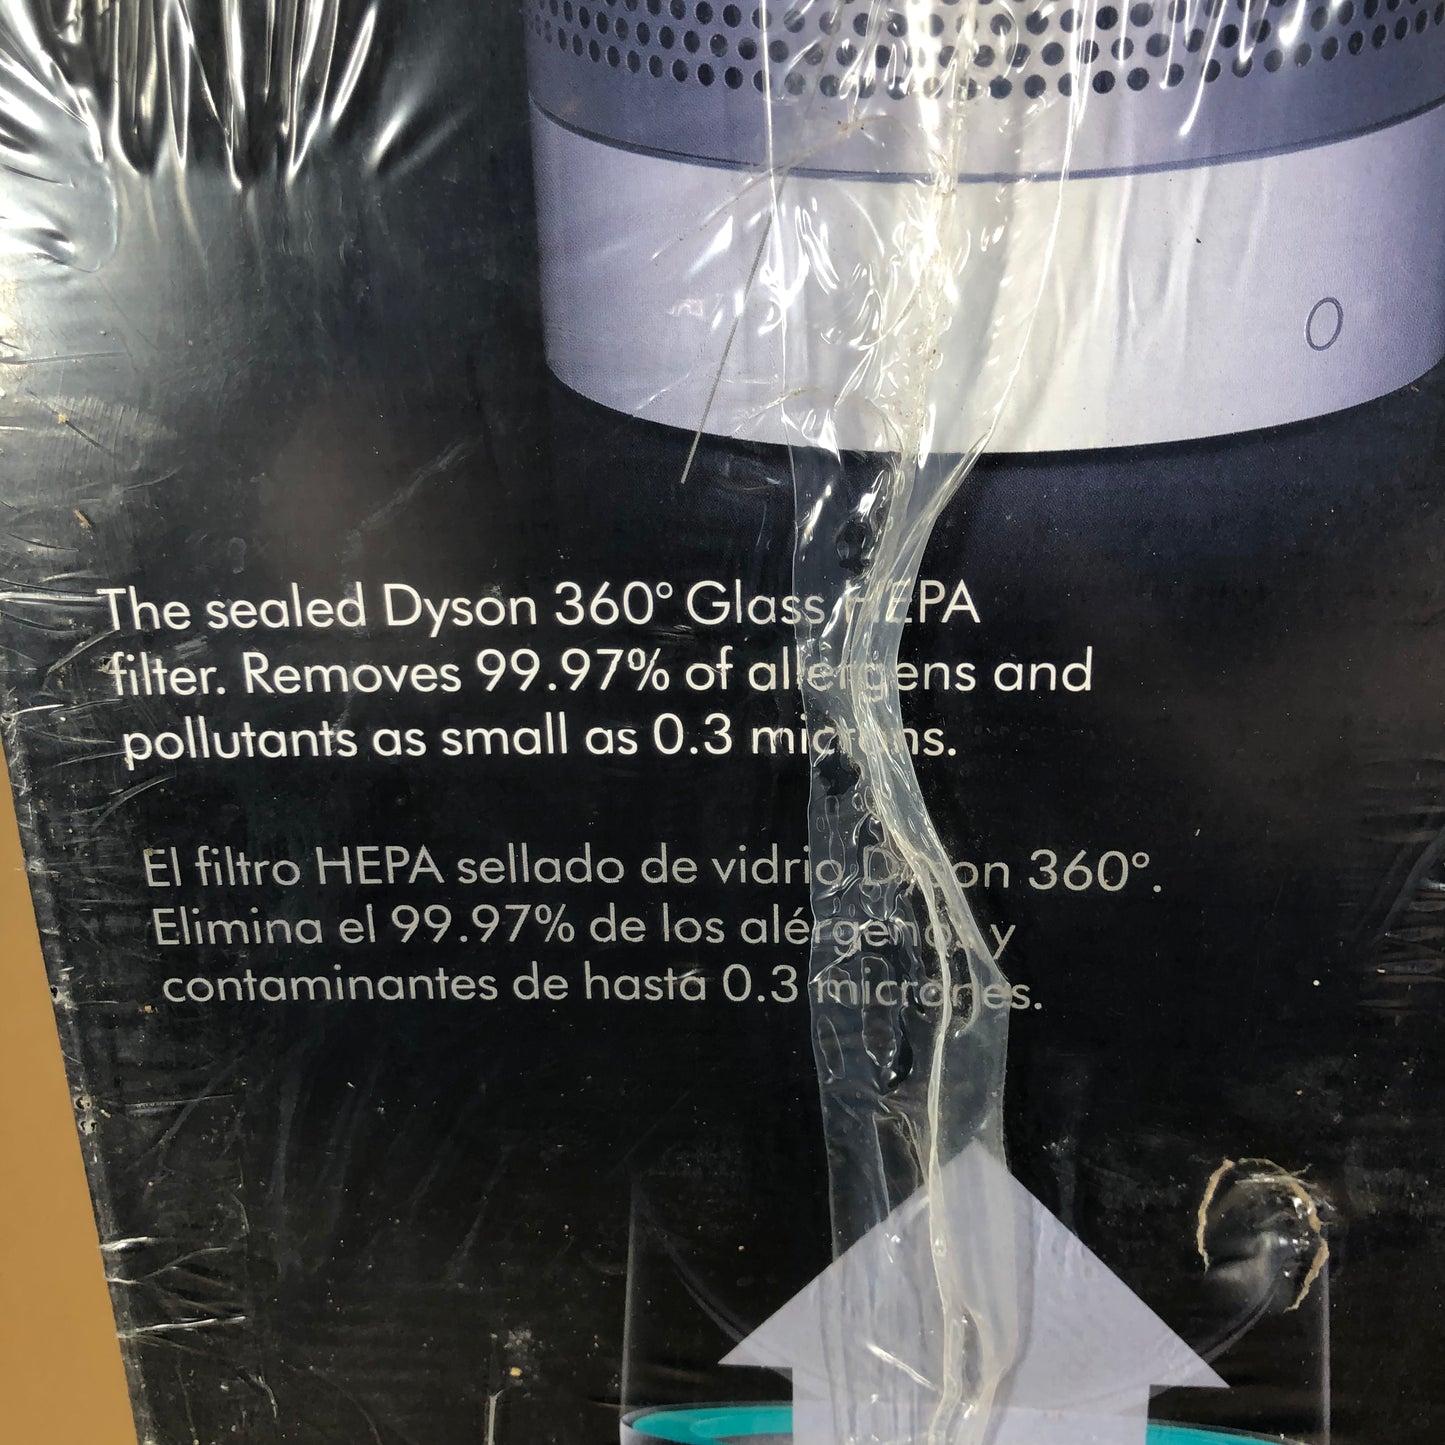 The sealed Dyson 360° Glass HEPA
filter. Removes 99.97% of allergens and
pollutants as small as 0.3 microns.
El filtro HEPA sellado de vidrio Dyson 360°.
Elimina el 99.97% de los alérgenos y
contaminantes de hasta 0.3 micrones.